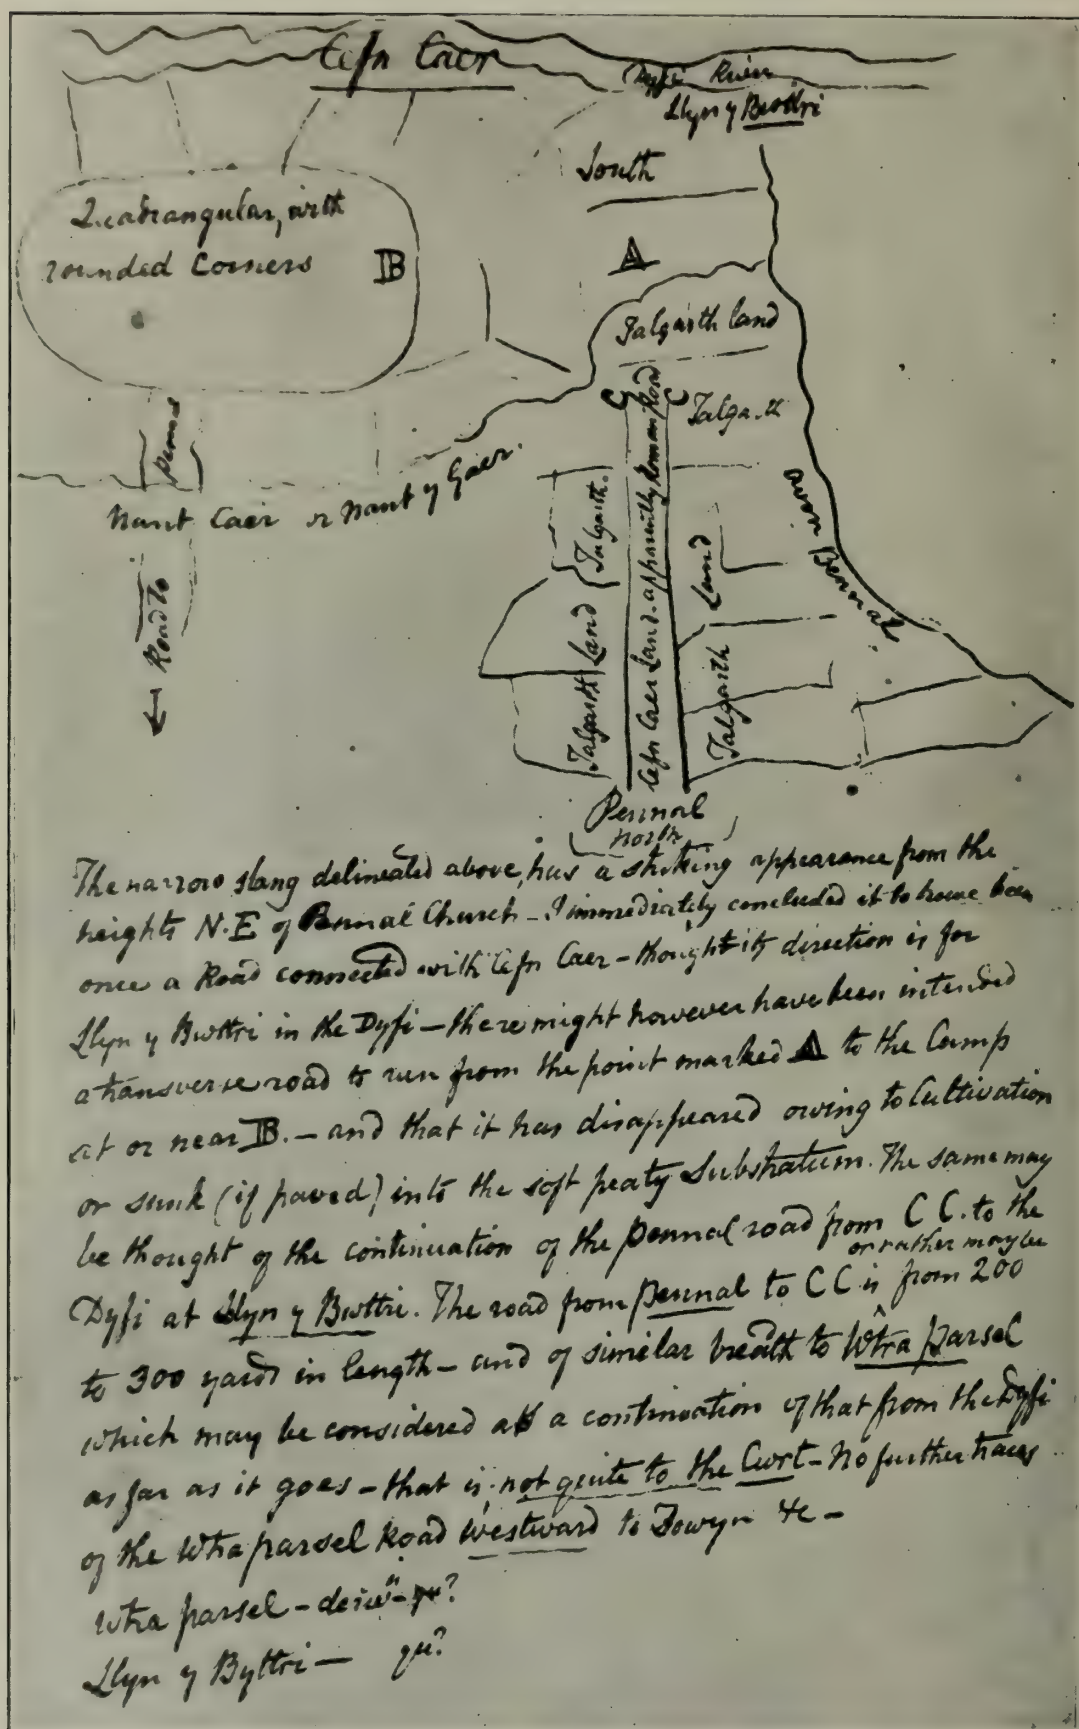 Cefn Caer
Dyfi River
Llyn y Bwttri
South
Quadrangular, with
rounded Corners
B
A
Talgarth land
C C
Talgarth
Nant Caer or Nant y Gaer.
Road to
Cefn Caer Land. apparently Roman Road
Talgarth.
Land
Talgarth
Land
Talgarth
Bennal
Pennal
North
The narrow slang delineated above, has a striking appearance from the
heights N.E of Pennal Church - I immediately concluded it to have been
once a Road connected with Cefn Caer - thought its direction is for
Llyn y Bwttri in the Dyfi - there might however have been intended
a transverse road to run from the point marked A to the Camp
at or near B. - and that it has disappeared owing to Cultivation
or sunk (if paved) into the soft peaty Substratum. The same may
be thought of the continuation of the pennal road from C C. to the
or rather may be
Dyfi at Llyn y Bwttri. The road from pennal to C C is from 200
to 300 yards in length - and of similar breath to Wtra parsel
which may be considered as a continuation of that from the Dyfi
as far as it goes - that is not quite to the Cwrt - No further traces
of the Wtra parsel Road westward to Towyn &c -
Wtra parsel - deriv<sup>n</sup> - qu?
Llyn y Byttri - qu?